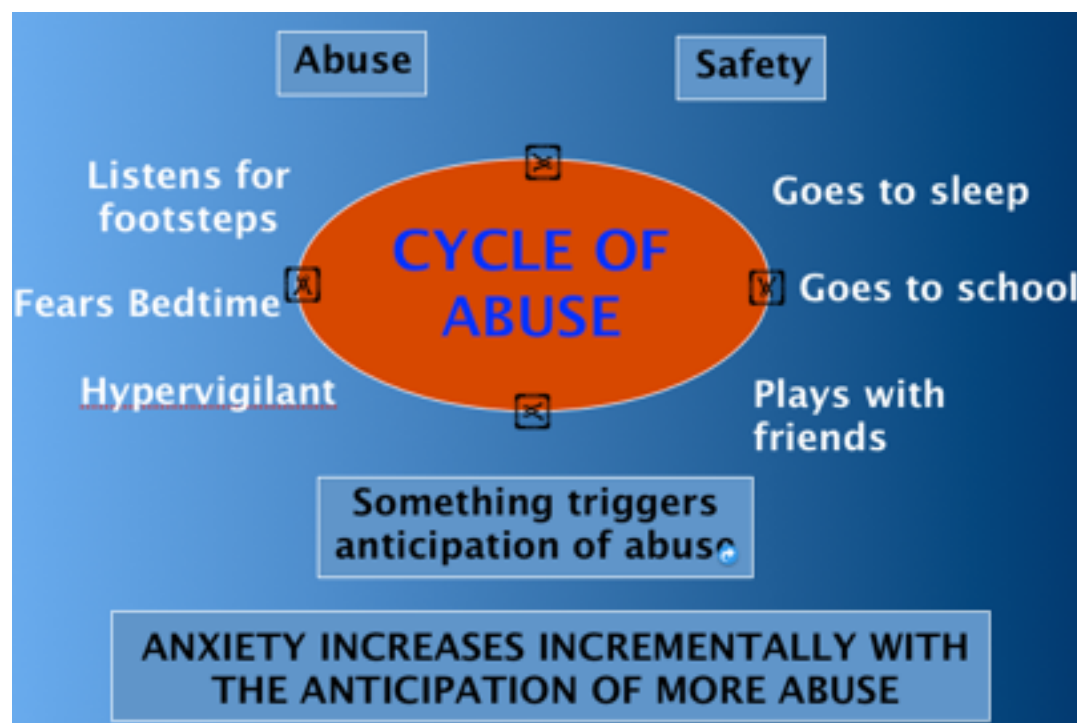 Abuse
Safety
Listens for
footsteps
Goes to sleep
CYCLE OF
ABUSE
Fears Bedtime
Goes to school
Hypervigilant
Plays with
friends
Something triggers
anticipation of abuse
ANXIETY INCREASES INCREMENTALLY WITH
THE ANTICIPATION OF MORE ABUSE